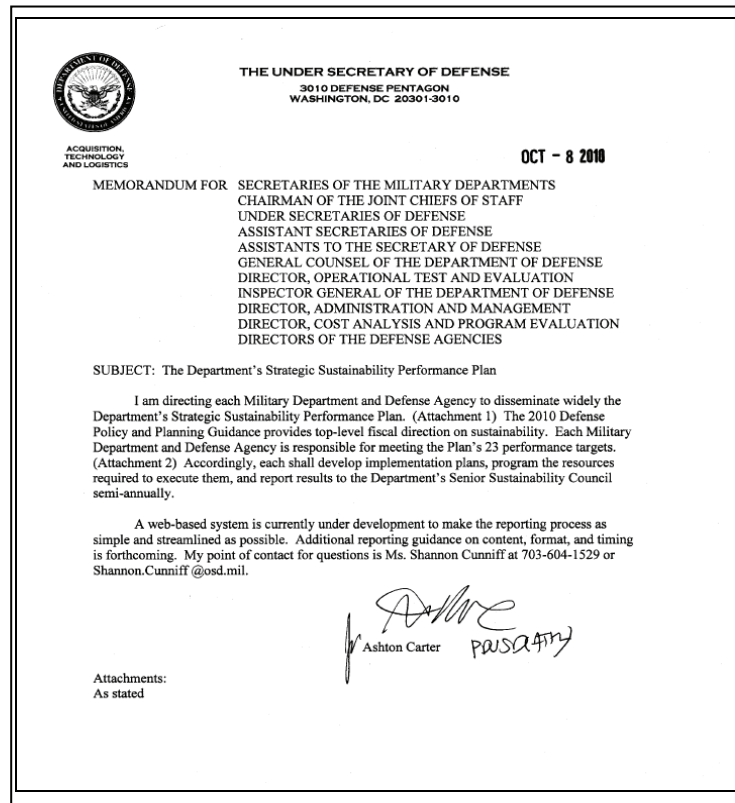 THE UNDER SECRETARY OF DEFENSE
3010 DEFENSE PENTAGON
WASHINGTON, DC 20301-3010
ACQUISITION,
TECHNOLOGY
AND LOGISTICS
OCT - 8 2010
MEMORANDUM FOR SECRETARIES OF THE MILITARY DEPARTMENTS
CHAIRMAN OF THE JOINT CHIEFS OF STAFF
UNDER SECRETARIES OF DEFENSE
ASSISTANT SECRETARIES OF DEFENSE
ASSISTANTS TO THE SECRETARY OF DEFENSE
GENERAL COUNSEL OF THE DEPARTMENT OF DEFENSE
DIRECTOR, OPERATIONAL TEST AND EVALUATION
INSPECTOR GENERAL OF THE DEPARTMENT OF DEFENSE
DIRECTOR, ADMINISTRATION AND MANAGEMENT
DIRECTOR, COST ANALYSIS AND PROGRAM EVALUATION
DIRECTORS OF THE DEFENSE AGENCIES
SUBJECT: The Department's Strategic Sustainability Performance Plan
I am directing each Military Department and Defense Agency to disseminate widely the
Department's Strategic Sustainability Performance Plan. (Attachment 1) The 2010 Defense
Policy and Planning Guidance provides top-level fiscal direction on sustainability. Each Military
Department and Defense Agency is responsible for meeting the Plan's 23 performance targets.
(Attachment 2) Accordingly, each shall develop implementation plans, program the resources
required to execute them, and report results to the Department's Senior Sustainability Council
semi-annually.
A web-based system is currently under development to make the reporting process as
simple and streamlined as possible. Additional reporting guidance on content, format, and timing
is forthcoming. My point of contact for questions is Ms. Shannon Cunniff at 703-604-1529 or
Shannon.Cunniff @osd.mil.
Ashton Carter
Attachments:
As stated